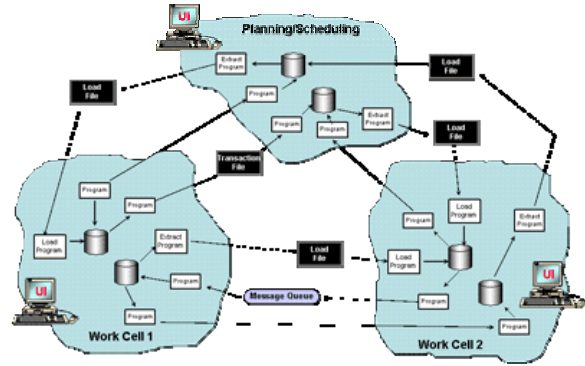 UI
Planning/Scheduling
Extract
Program
Load
File
Load
File
Program
Extract
Program
Program
Program
Load
File
Transaction
File
Program
Program
Load
Program
Extract
Program
Program
Program
UI
Work Cell 1
Load
File
Message Queue
Load
Program
Extract
Program
Program
Load
Program
Program
Program
UI
Work Cell 2